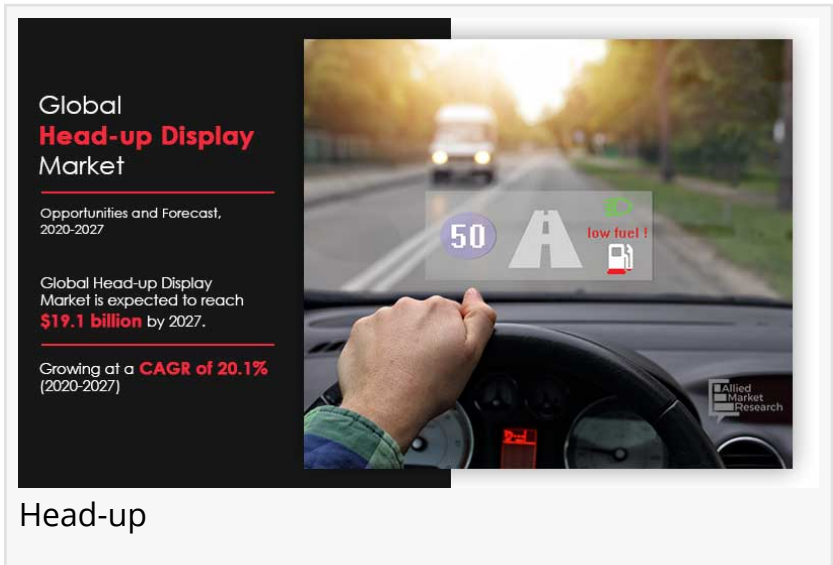 Global
Head-up Display
Market
Opportunities and Forecast,
2020-2027
Global Head-up Display
Market is expected to reach
$19.1 billion by 2027.
Growing at a CAGR of 20.1%
(2020-2027)
50
low fuel !
Allied
Market
Research
Head-up